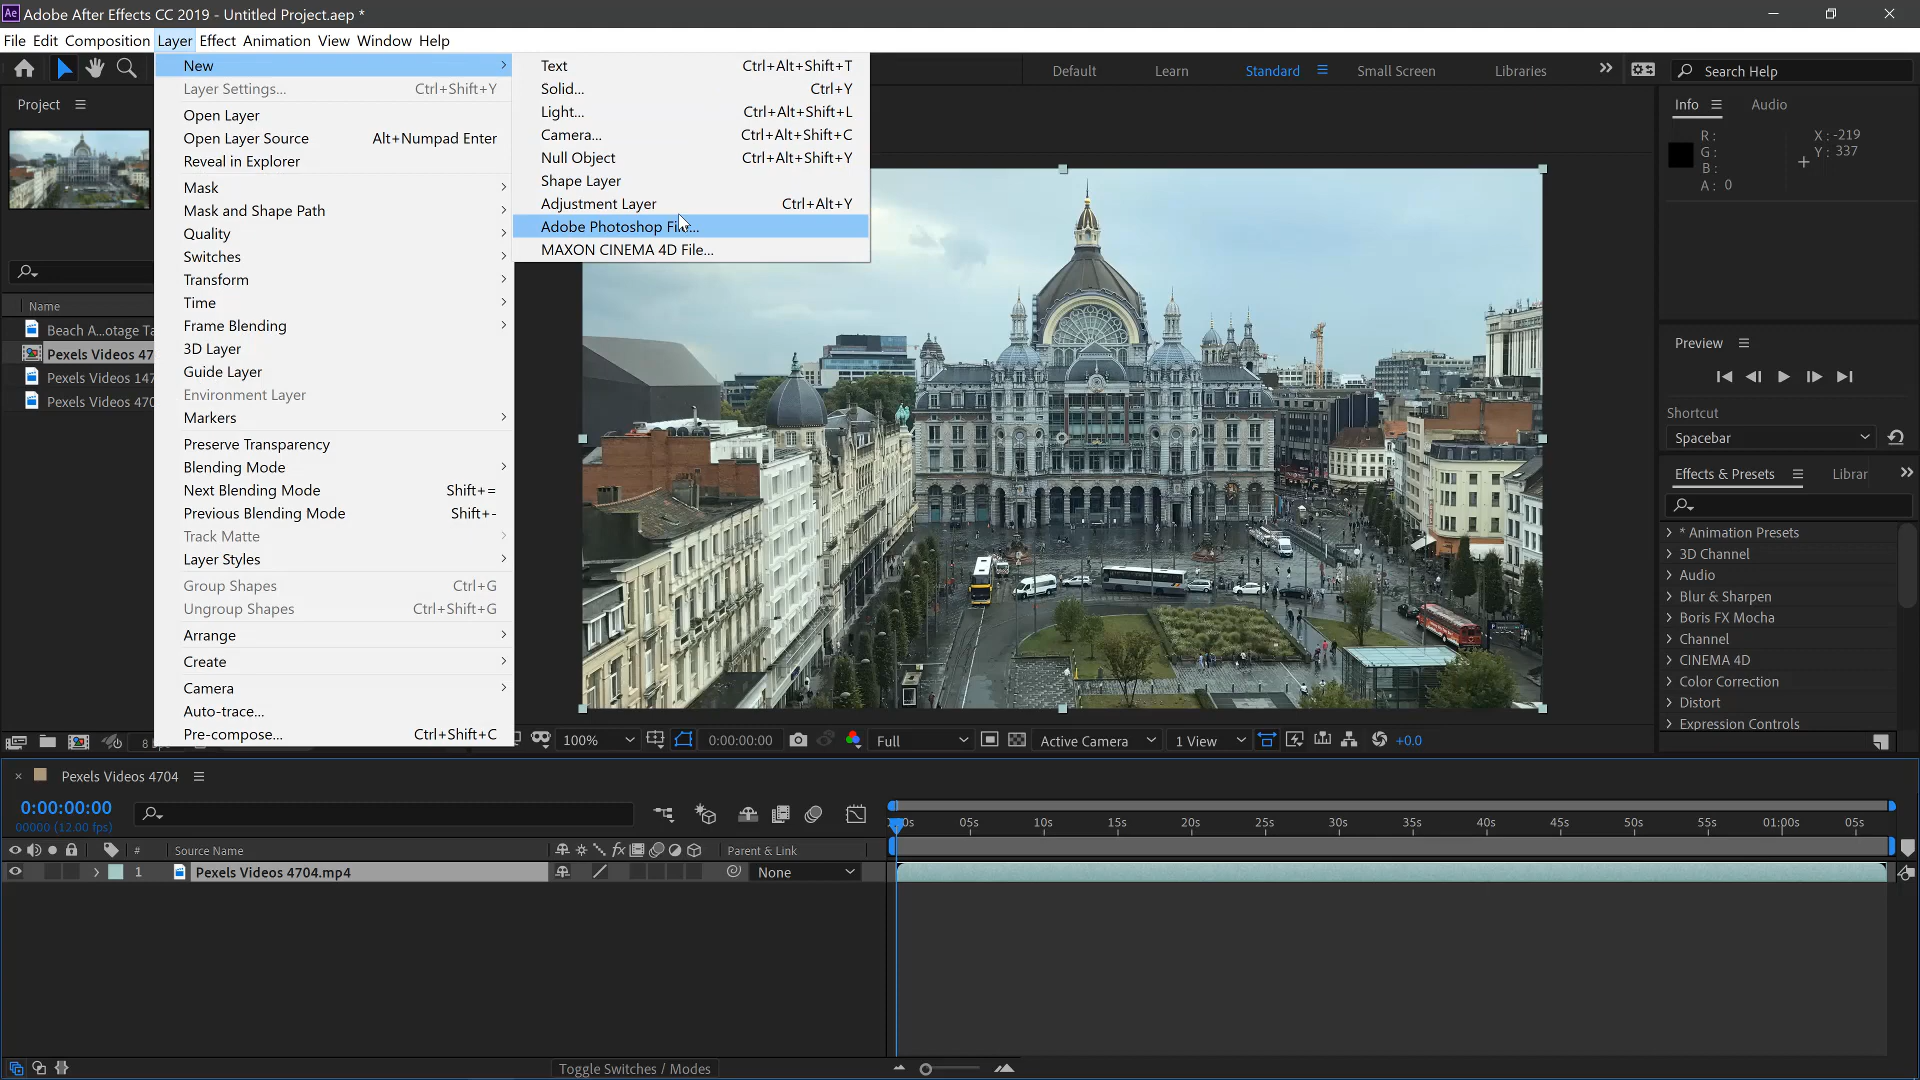 Adobe After Effects CC 2019 - Untitled Project.aep *
File Edit Composition Layer Effect Animation View Window Help
Default Learn Standard Small Screen Libraries Search Help
Project
Name
Beach A...otage Ta
Pexels Videos 47
Pexels Videos 147
Pexels Videos 470
New
Layer Settings... Ctrl+Shift+Y
Open Layer
Open Layer Source Alt+Numpad Enter
Reveal in Explorer
Mask
Mask and Shape Path
Quality
Switches
Transform
Time
Frame Blending
3D Layer
Guide Layer
Environment Layer
Markers
Preserve Transparency
Blending Mode
Next Blending Mode Shift+=
Previous Blending Mode Shift+-
Track Matte
Layer Styles
Group Shapes Ctrl+G
Ungroup Shapes Ctrl+Shift+G
Arrange
Create
Camera
Auto-trace...
Pre-compose... Ctrl+Shift+C
Text Ctrl+Alt+Shift+T
Solid... Ctrl+Y
Light... Ctrl+Alt+Shift+L
Camera... Ctrl+Alt+Shift+C
Null Object Ctrl+Alt+Shift+Y
Shape Layer
Adjustment Layer Ctrl+Alt+Y
Adobe Photoshop File...
MAXON CINEMA 4D File...
Info Audio
R: X: -219
G: Y: 337
B:
A: 0
Preview
Shortcut
Spacebar
Effects & Presets Librar
* Animation Presets
3D Channel
Audio
Blur & Sharpen
Boris FX Mocha
Channel
CINEMA 4D
Color Correction
Distort
Expression Controls
100% 0:00:00:00 Full Active Camera 1 View +0.0
Pexels Videos 4704
0:00:00:00
00000 (12.00 fps)
05s 10s 15s 20s 25s 30s 35s 40s 45s 50s 55s 01:00s 05s
# Source Name fx Parent & Link
1 Pexels Videos 4704.mp4 None
Toggle Switches / Modes